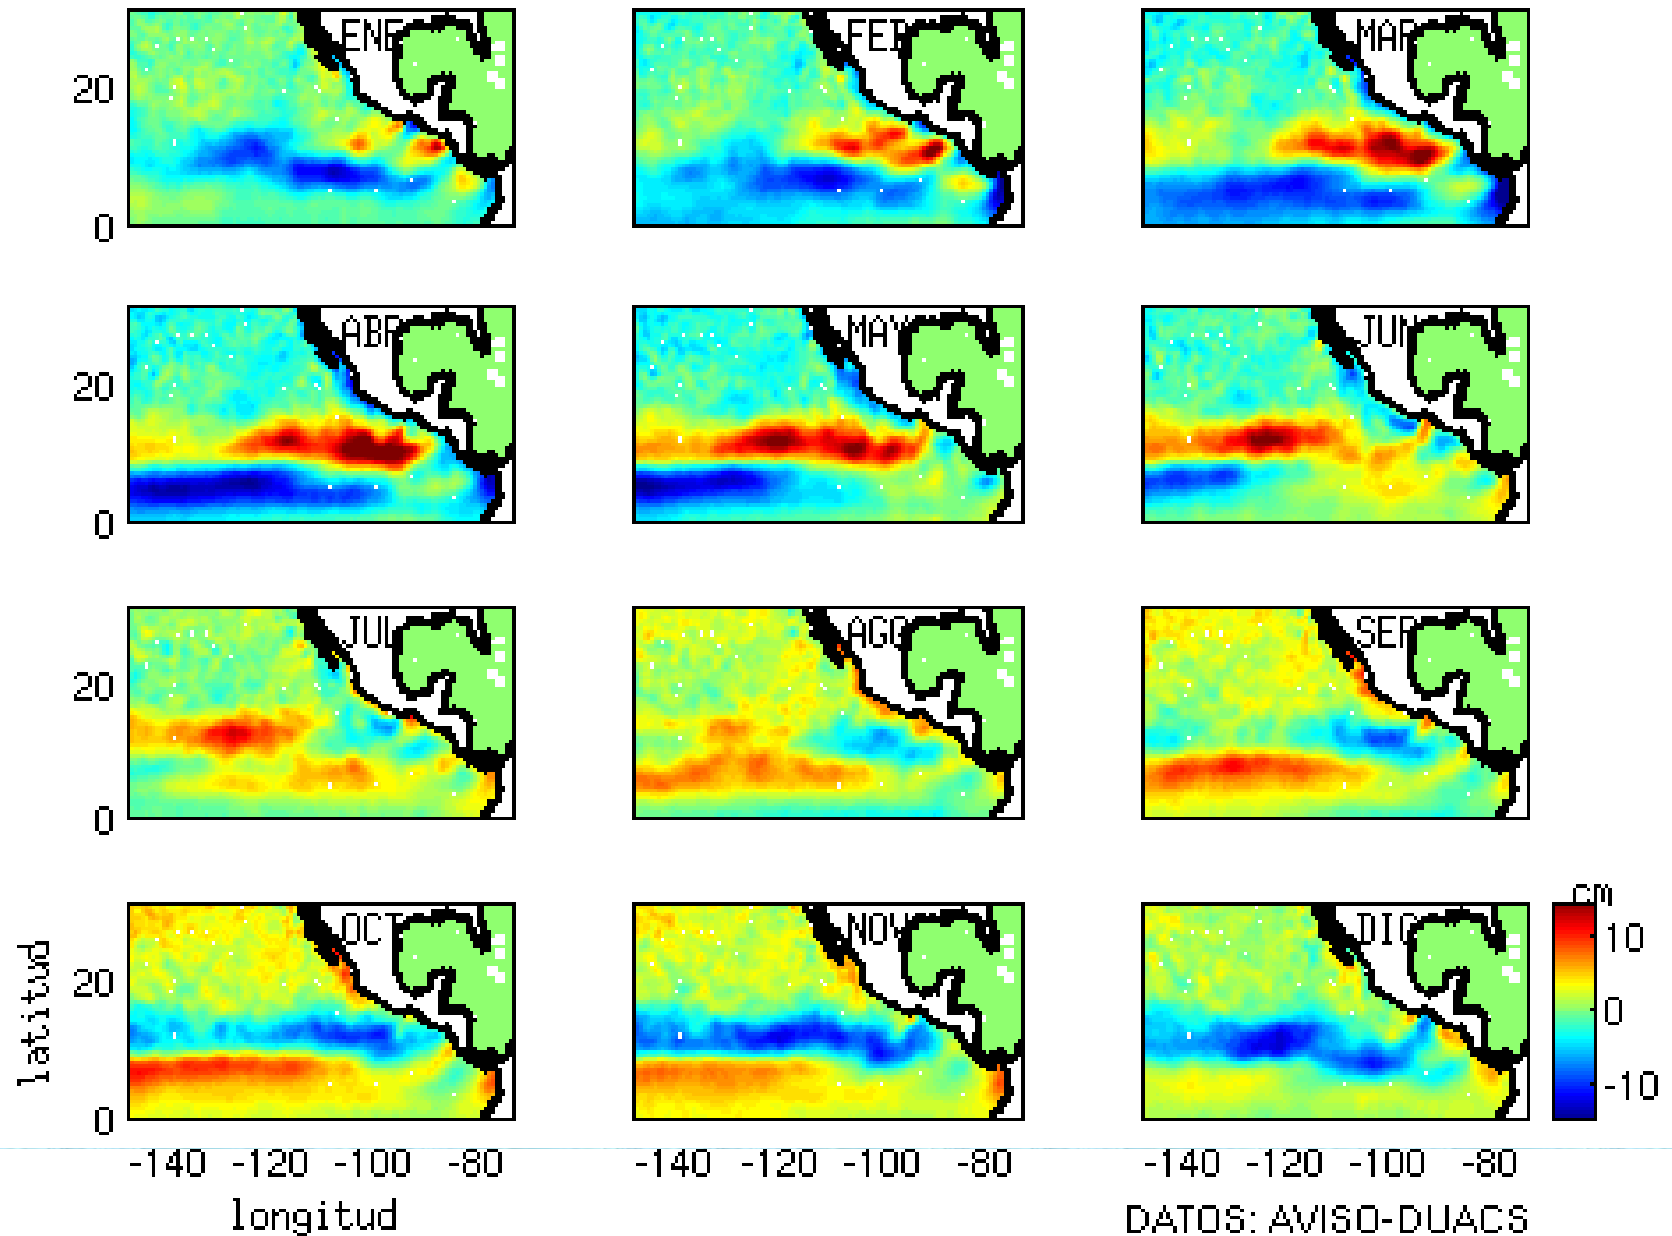 ENE FEB MAR
20
0
ABR MAY JUN
20
0
JUL AGO SEP
20
0
OCT NOV DIC
cm
10
0
-10
latitud
20
0
-140 -120 -100 -80 -140 -120 -100 -80 -140 -120 -100 -80
longitud
DATOS: AVISO-DUACS